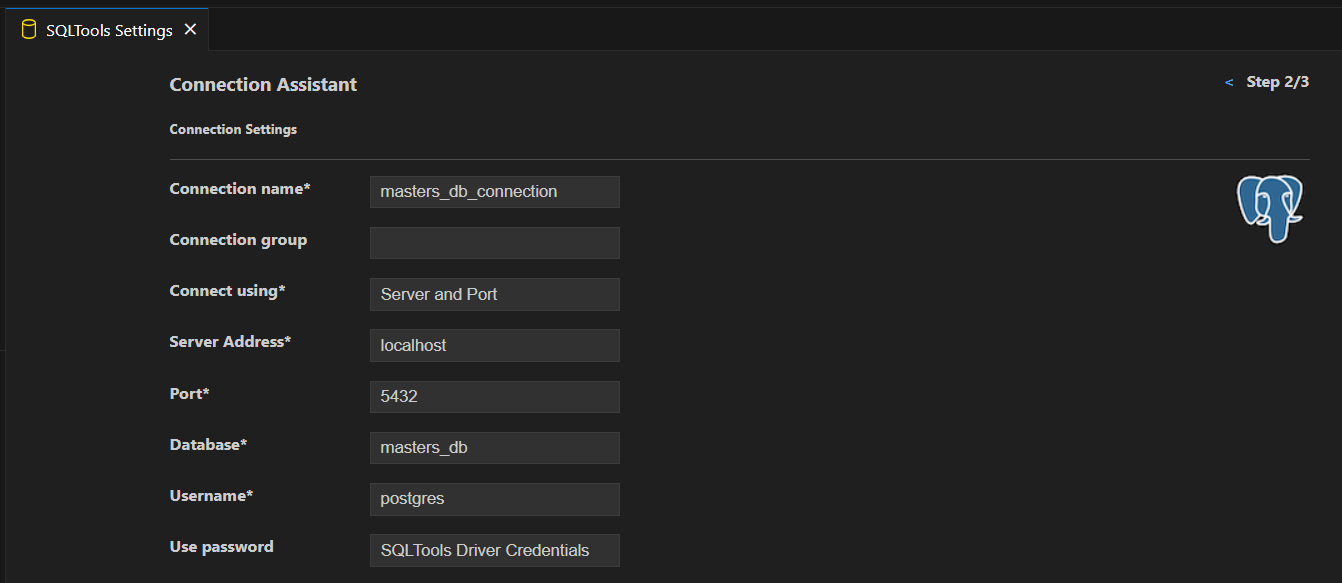 SQLTools Settings ✕
Connection Assistant
< Step 2/3
Connection Settings
Connection name* masters_db_connection
Connection group
Connect using* Server and Port
Server Address* localhost
Port* 5432
Database* masters_db
Username* postgres
Use password SQLTools Driver Credentials